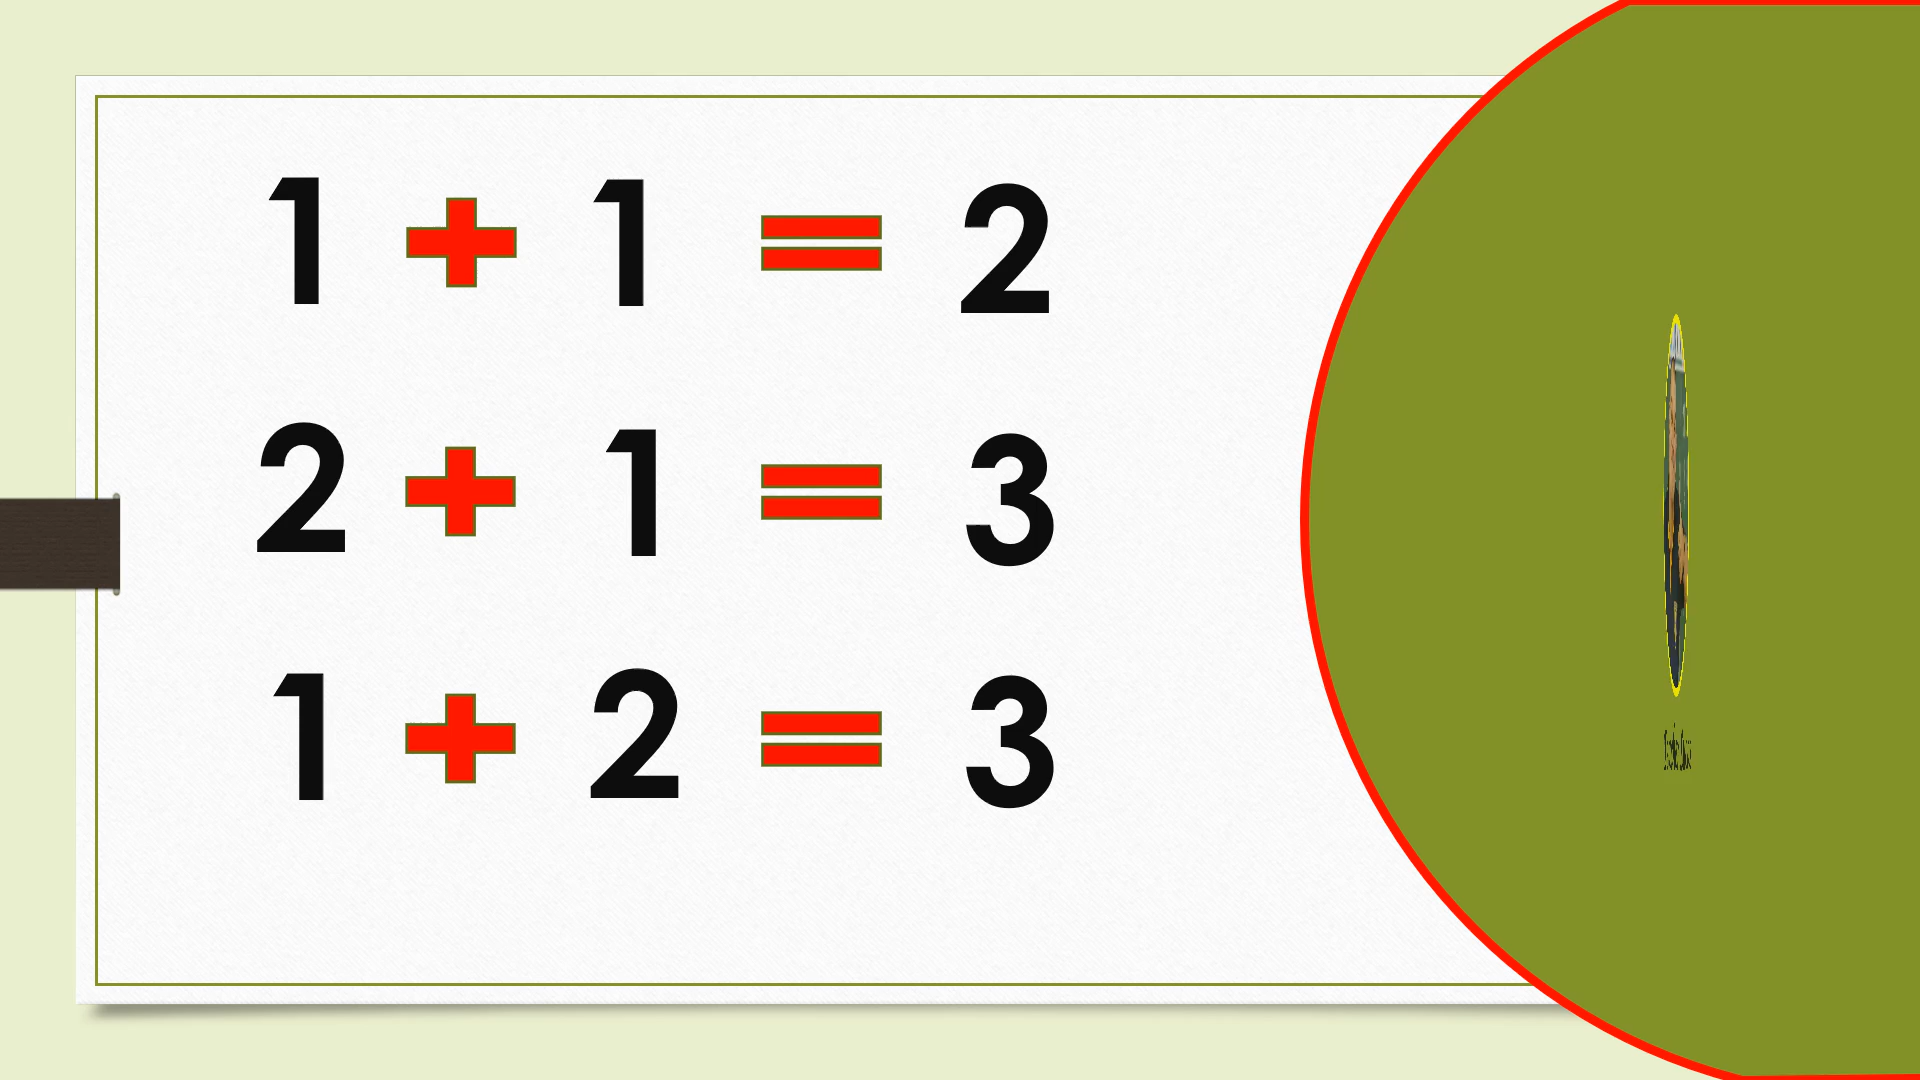 1 + 1 = 2
2 + 1 = 3
1 + 2 = 3